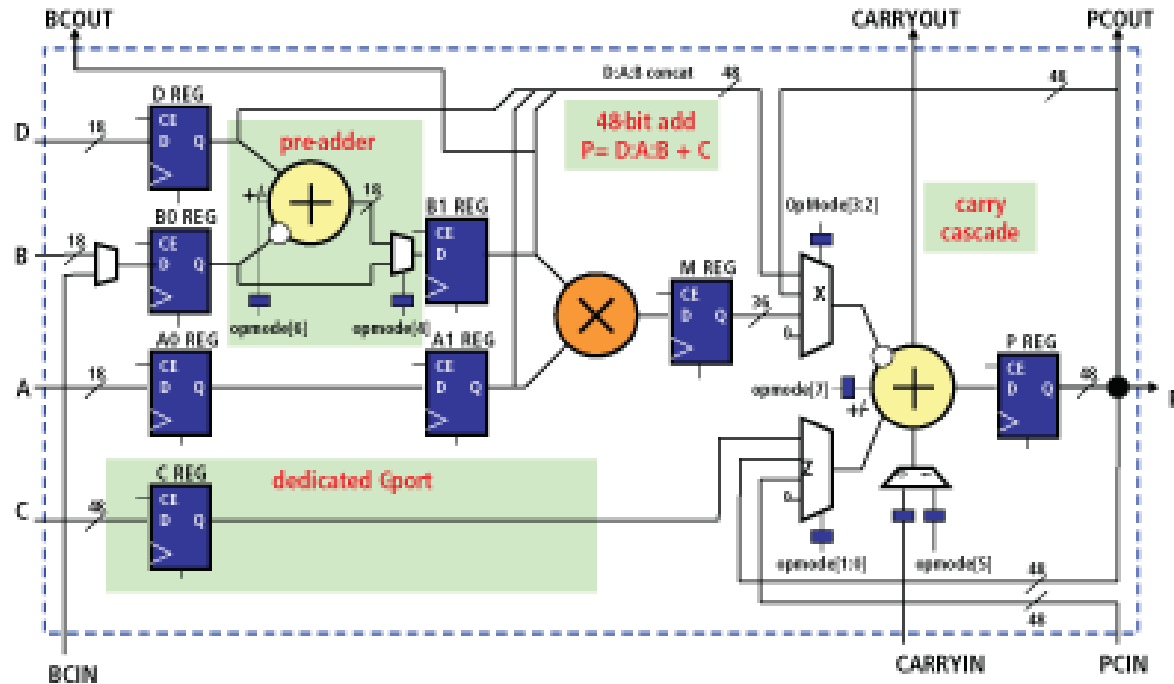 BCOUT
CARRYOUT
PCOUT
D:A:B concat
48
48
D REG
CE
D Q
D
18
pre-adder
48-bit add
P= D:A:B + C
+/-
18
OpMode[3:2]
carry
cascade
B0 REG
CE
D Q
B
18
B1 REG
CE
D
M REG
CE
D Q
36
X
0
opmode[6]
opmode[4]
A0 REG
CE
D Q
A
18
A1 REG
CE
D Q
opmode[7]
+/-
P REG
CE
D Q
48
P
C REG
CE
D Q
C
48
dedicated C-port
Z
0
opmode[1:0]
opmode[5]
48
48
BCIN
CARRYIN
PCIN